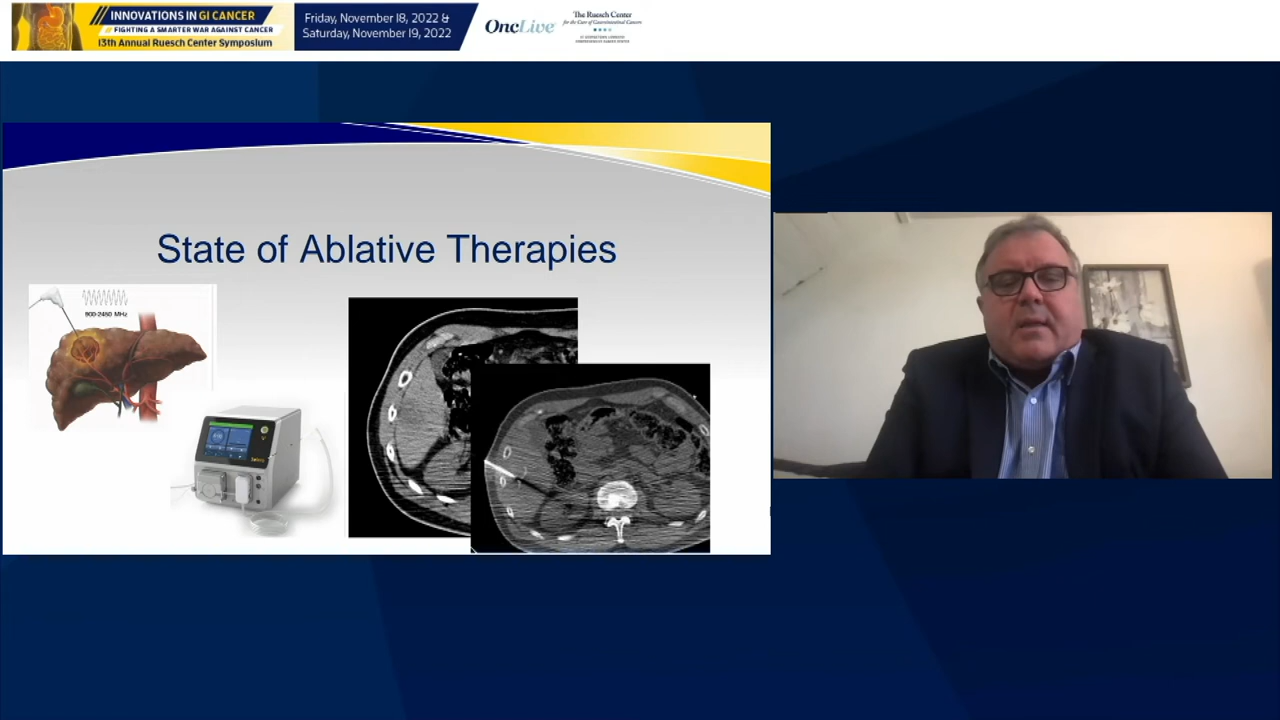 INNOVATIONS IN GI CANCER
FIGHTING A SMARTER WAR AGAINST CANCER
13th Annual Ruesch Center Symposium
Friday, November 18, 2022 &
Saturday, November 19, 2022
OncLive
The Ruesch Center
for the Cure of Gastrointestinal Cancers
State of Ablative Therapies
900-2450 MHz